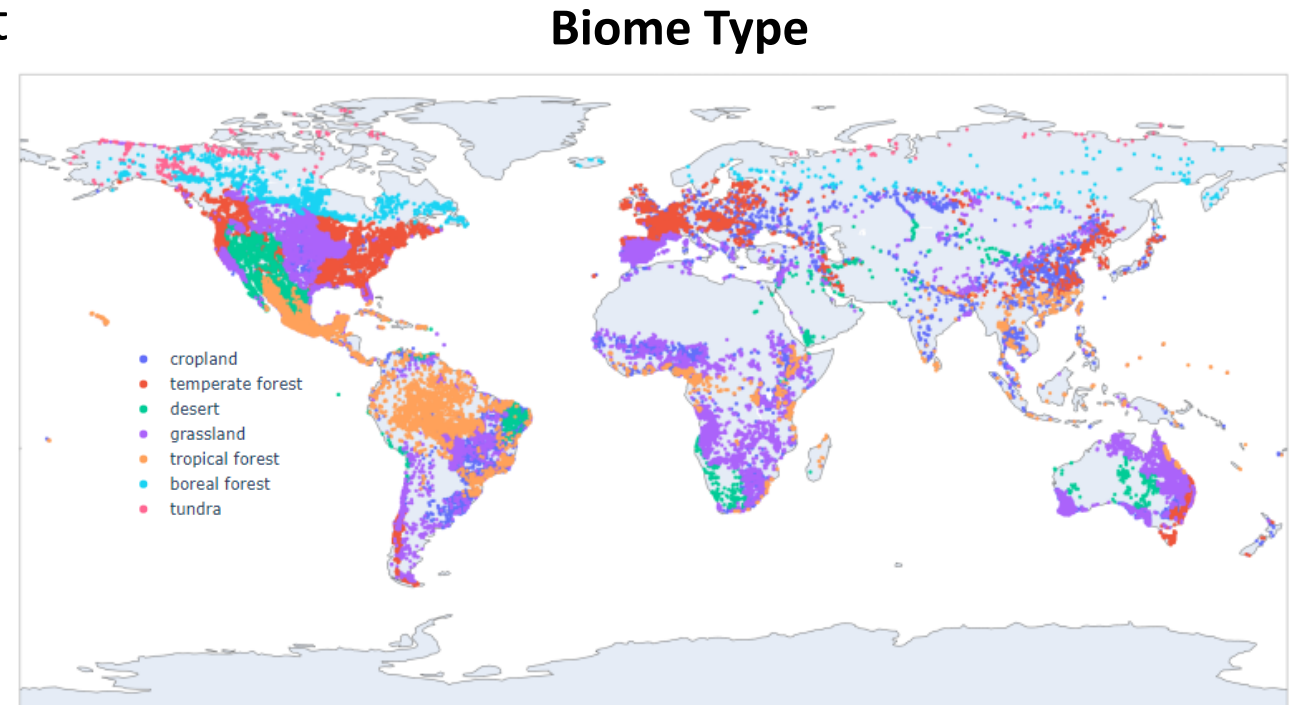 Biome Type
cropland
temperate forest
desert
grassland
tropical forest
boreal forest
tundra